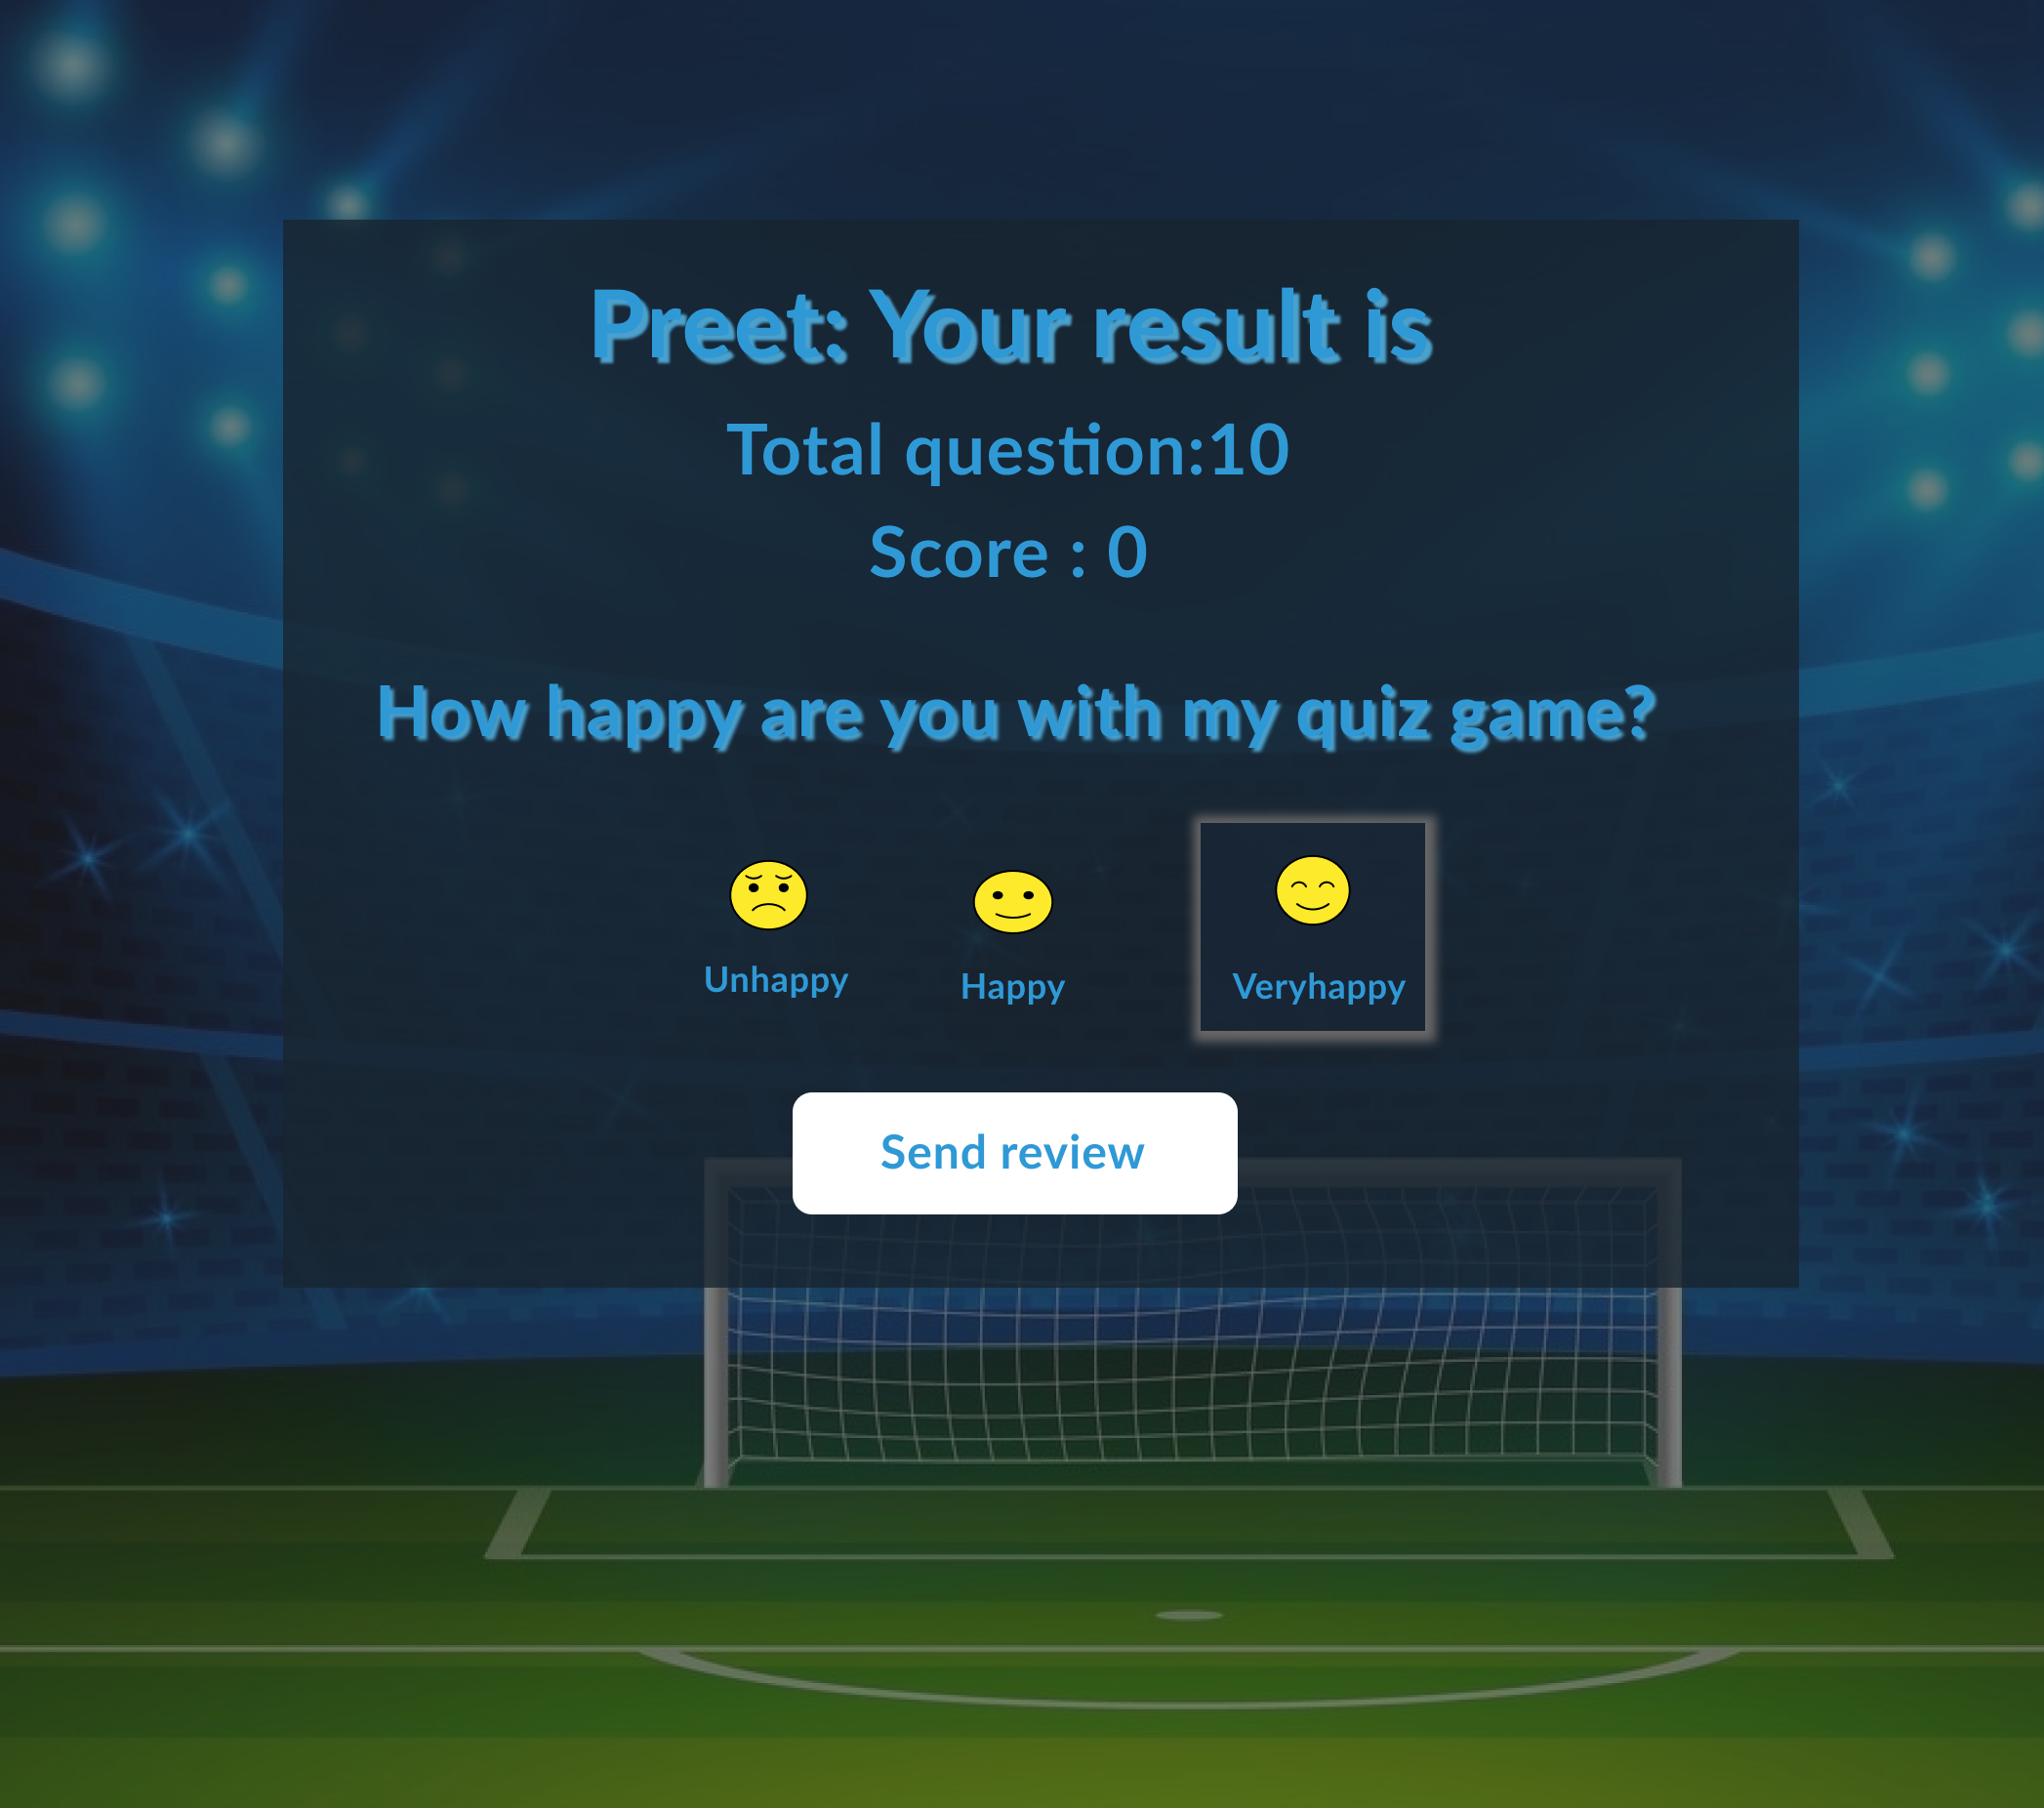 Preet: Your result is
Total question:10
Score : 0
How happy are you with my quiz game?
Unhappy
Happy
Veryhappy
Send review